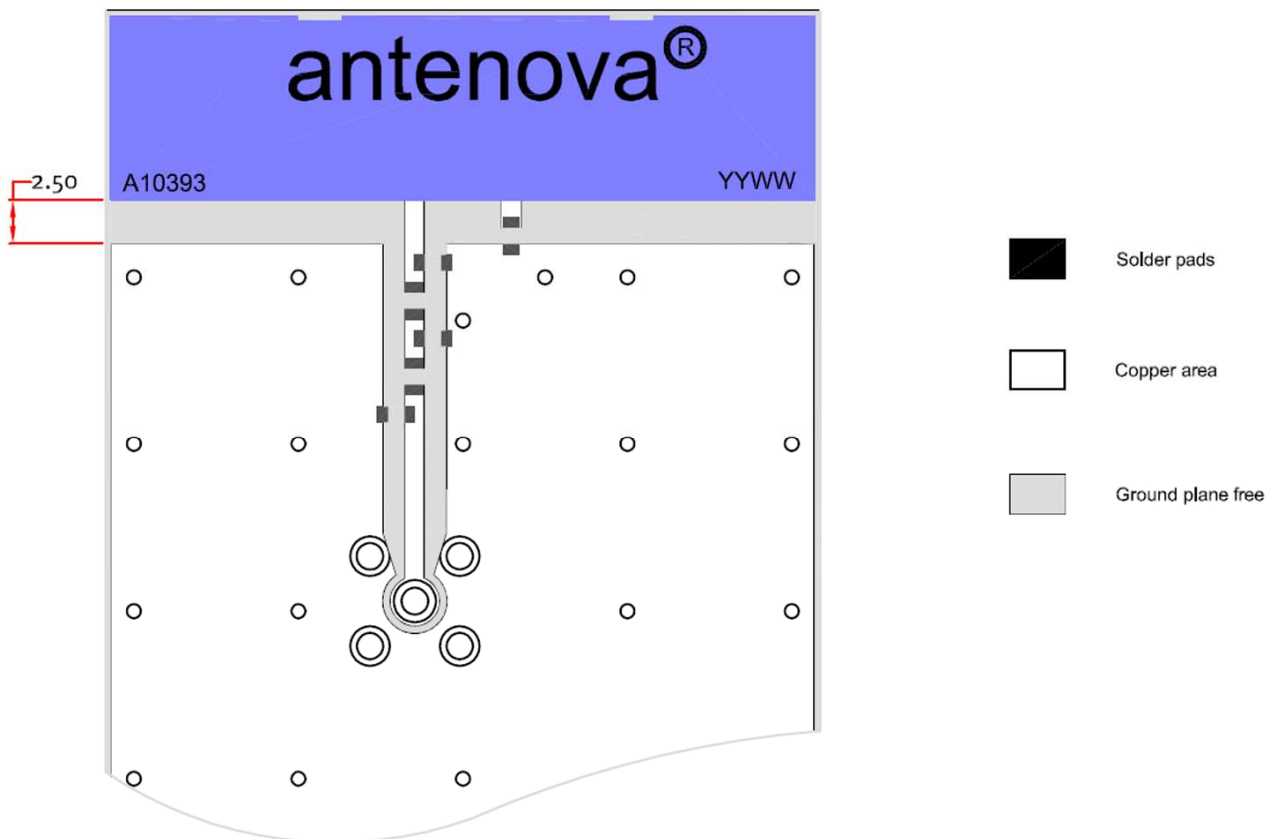 antenova®
2.50
A10393
YYWW
Solder pads
Copper area
Ground plane free